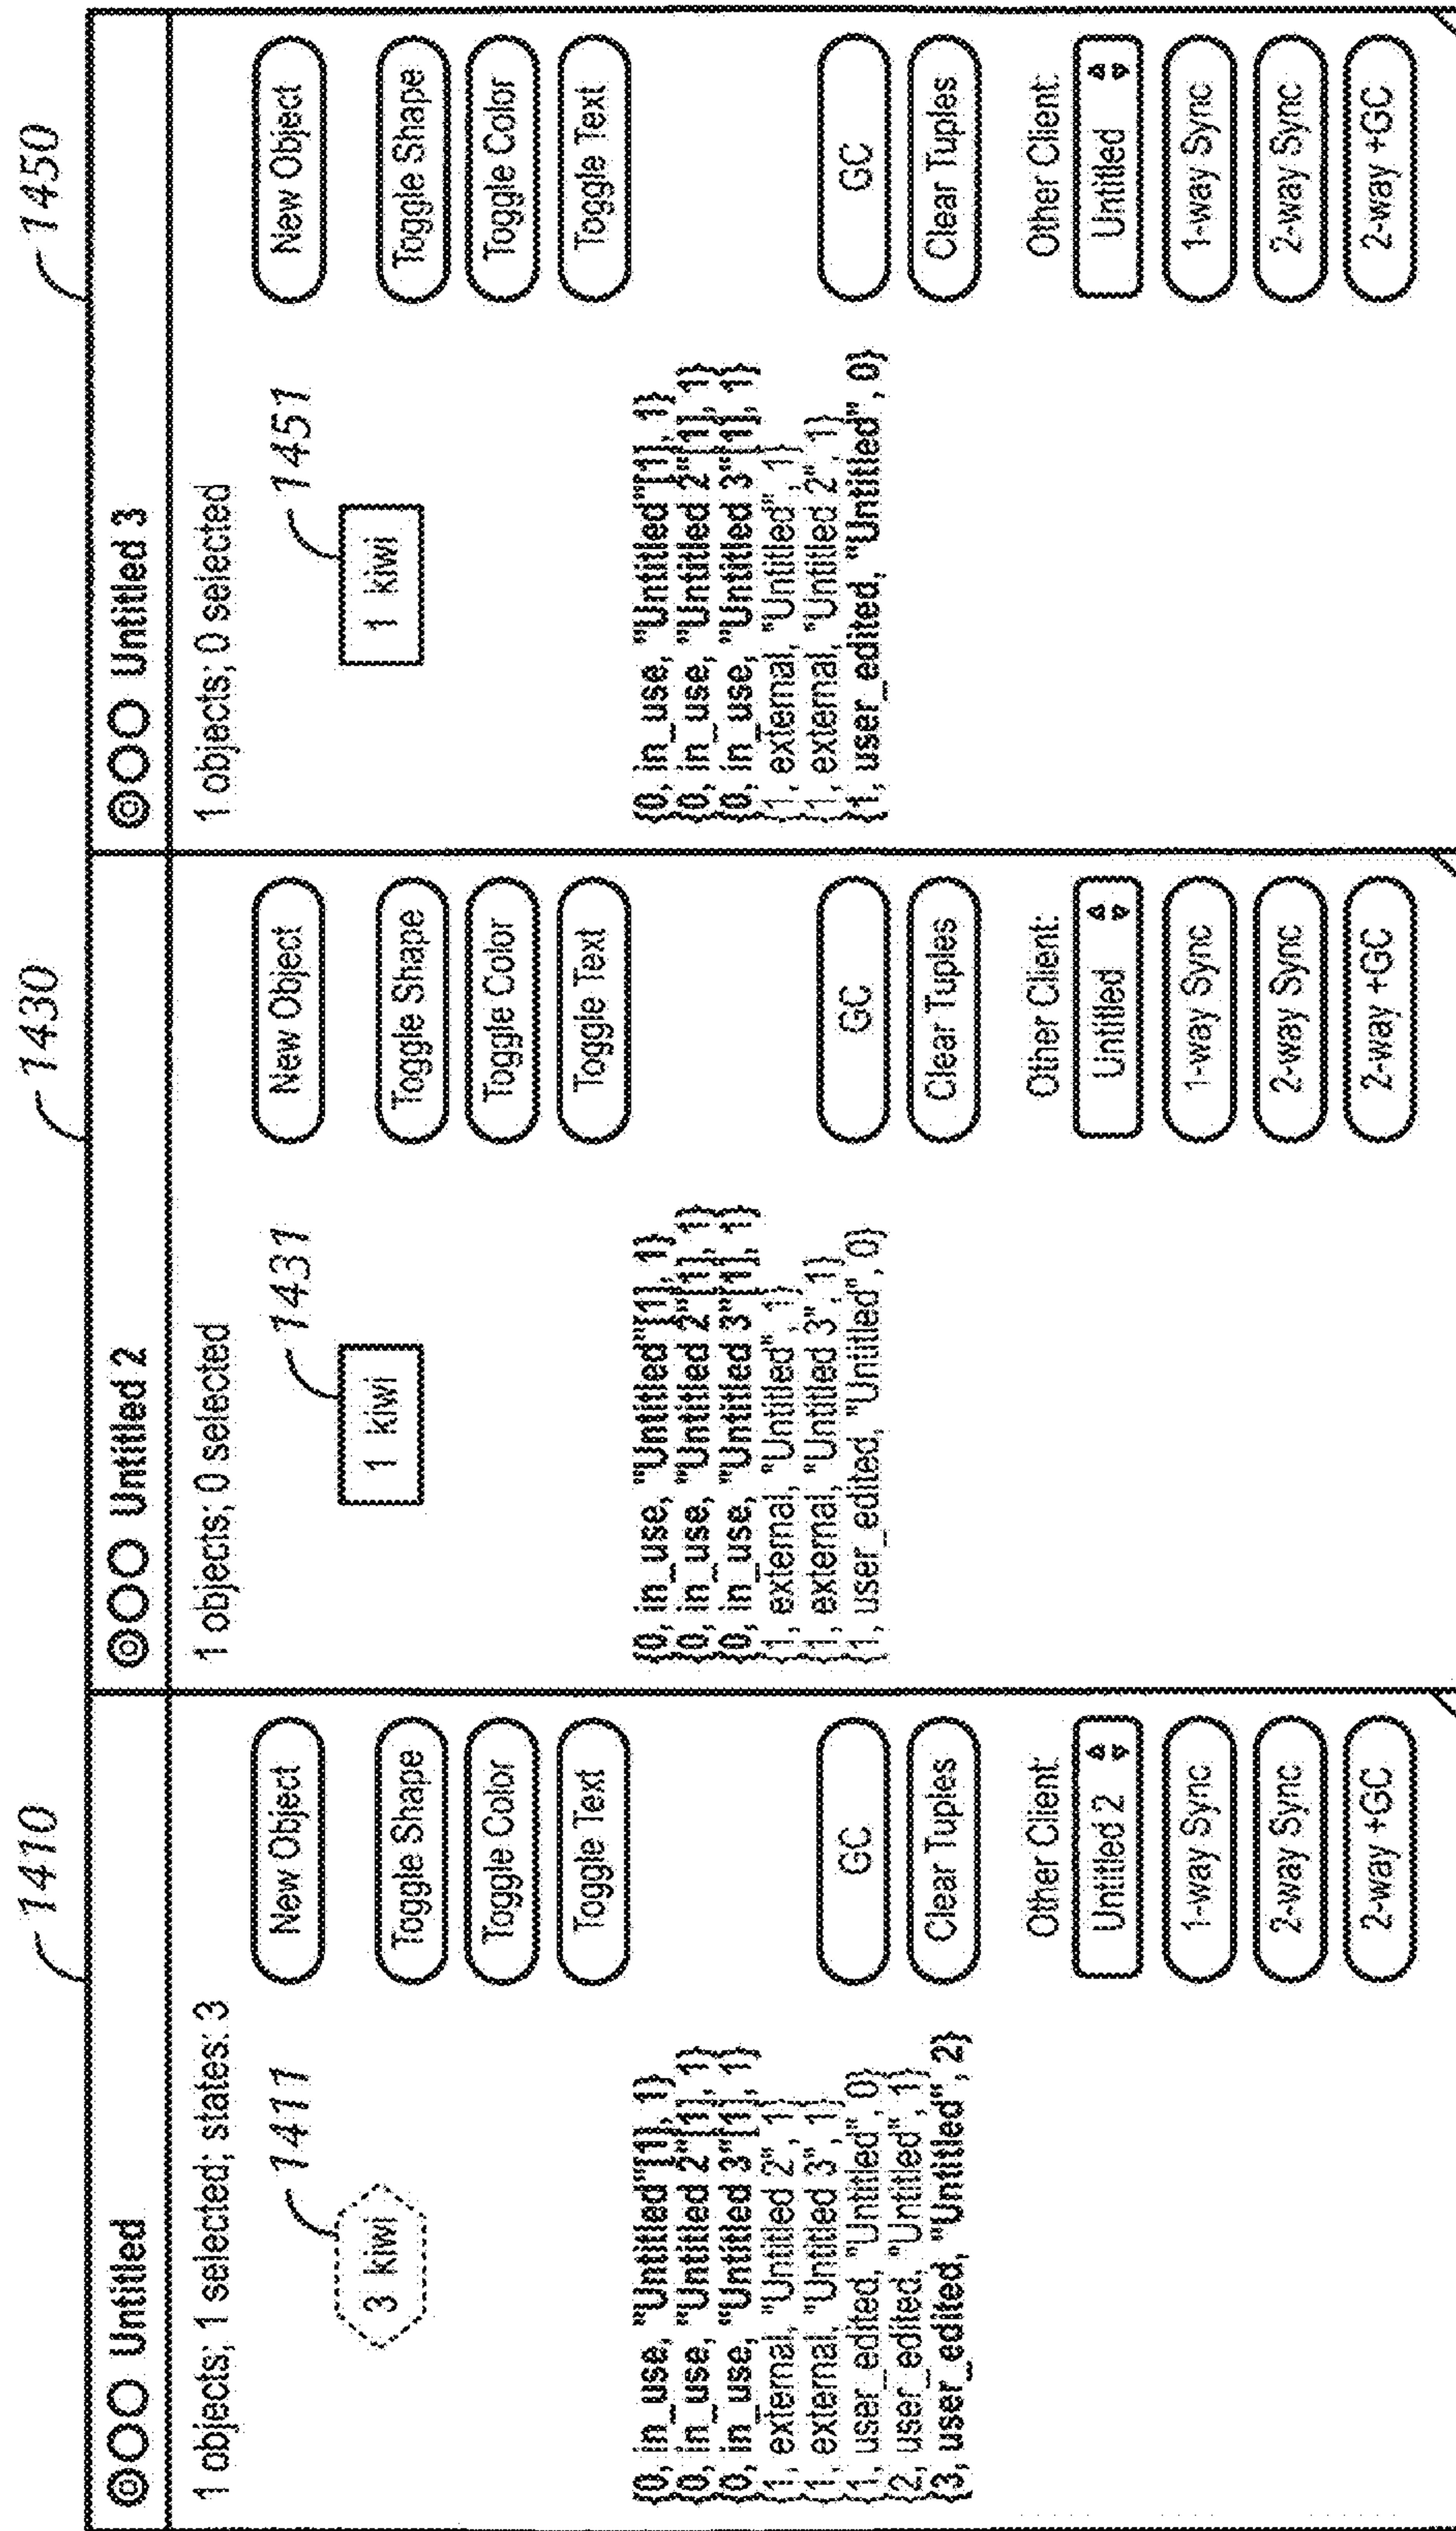 1410
Untitled
1 objects; 1 selected; states: 3
1411
3 kiwi
New Object
Toggle Shape
Toggle Color
Toggle Text
{0, in_use, "Untitled"[1], 1}
{0, in_use, "Untitled 2"[1], 1}
{0, in_use, "Untitled 3"[1], 1}
{1, external, "Untitled 2", 1}
{1, external, "Untitled 3", 1}
{1, user_edited, "Untitled", 0}
{2, user_edited, "Untitled", 1}
{3, user_edited, "Untitled", 2}
GC
Clear Tuples
Other Client:
Untitled 2
1-way Sync
2-way Sync
2-way +GC
1430
Untitled 2
1 objects; 0 selected
1431
1 kiwi
New Object
Toggle Shape
Toggle Color
Toggle Text
{0, in_use, "Untitled"[1], 1}
{0, in_use, "Untitled 2"[1], 1}
{0, in_use, "Untitled 3"[1], 1}
{1, external, "Untitled", 1}
{1, external, "Untitled 3", 1}
{1, user_edited, "Untitled", 0}
GC
Clear Tuples
Other Client:
Untitled
1-way Sync
2-way Sync
2-way +GC
1450
Untitled 3
1 objects; 0 selected
1451
1 kiwi
New Object
Toggle Shape
Toggle Color
Toggle Text
{0, in_use, "Untitled"[1], 1}
{0, in_use, "Untitled 2"[1], 1}
{0, in_use, "Untitled 3"[1], 1}
{1, external, "Untitled", 1}
{1, external, "Untitled 2", 1}
{1, user_edited, "Untitled", 0}
GC
Clear Tuples
Other Client:
Untitled
1-way Sync
2-way Sync
2-way +GC